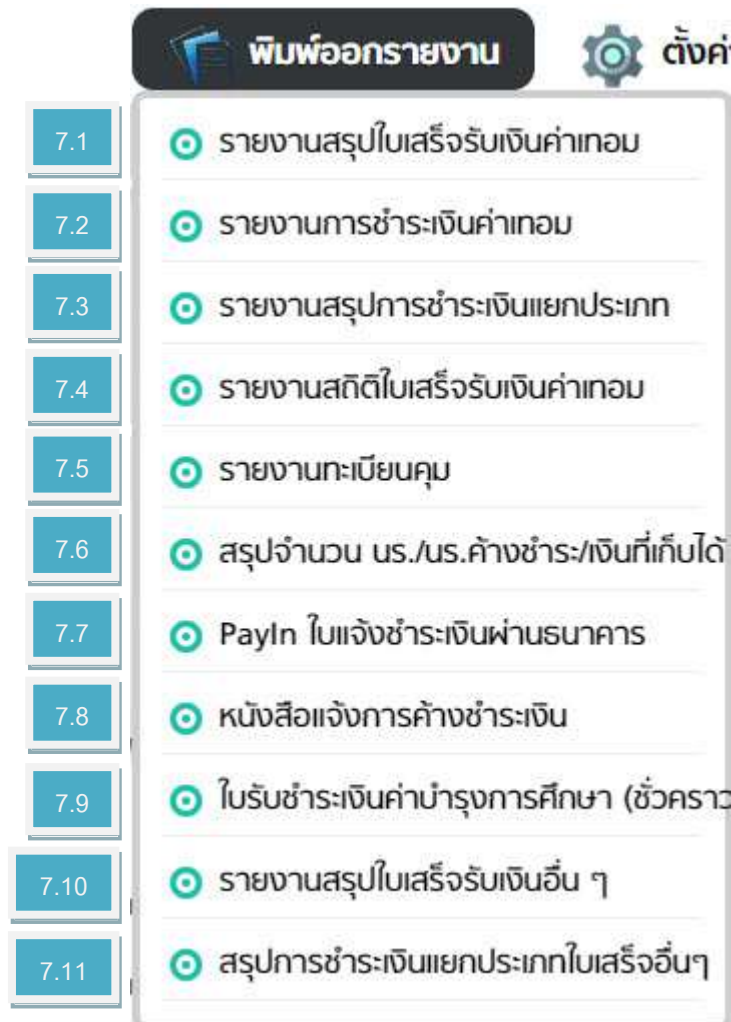 พิมพ์ออกรายงาน ตั้งค่
7.1 รายงานสรุปใบเสร็จรับเงินค่าเทอม
7.2 รายงานการชำระเงินค่าเทอม
7.3 รายงานสรุปการชำระเงินแยกประเภท
7.4 รายงานสถิติใบเสร็จรับเงินค่าเทอม
7.5 รายงานทะเบียนคุม
7.6 สรุปจำนวน นร./นร.ค้างชำระ/เงินที่เก็บได้
7.7 PayIn ใบแจ้งชำระเงินผ่านธนาคาร
7.8 หนังสือแจ้งการค้างชำระเงิน
7.9 ใบรับชำระเงินค่าบำรุงการศึกษา (ชั่วคราว
7.10 รายงานสรุปใบเสร็จรับเงินอื่น ๆ
7.11 สรุปการชำระเงินแยกประเภทใบเสร็จอื่นๆ